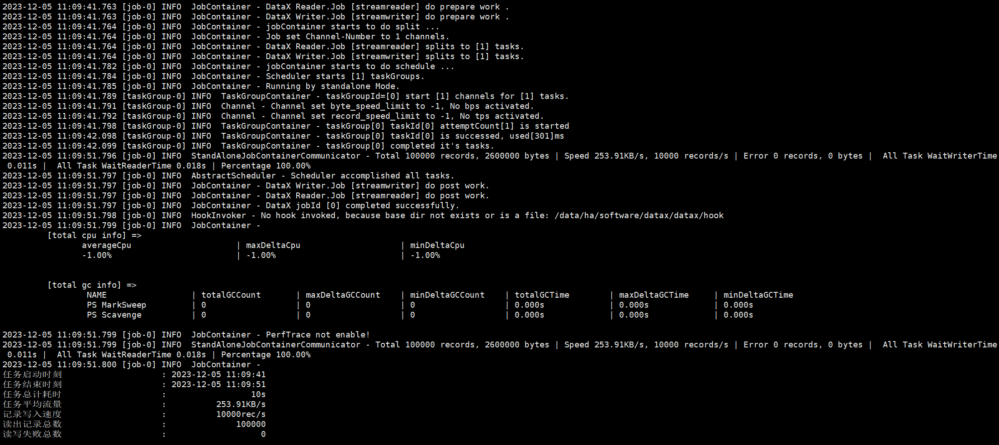 2023-12-05 11:09:41.763 [job-0] INFO  JobContainer - DataX Reader.Job [streamreader] do prepare work .
2023-12-05 11:09:41.763 [job-0] INFO  JobContainer - DataX Writer.Job [streamwriter] do prepare work .
2023-12-05 11:09:41.764 [job-0] INFO  JobContainer - jobContainer starts to do split ...
2023-12-05 11:09:41.764 [job-0] INFO  JobContainer - Job set Channel-Number to 1 channels.
2023-12-05 11:09:41.764 [job-0] INFO  JobContainer - DataX Reader.Job [streamreader] splits to [1] tasks.
2023-12-05 11:09:41.764 [job-0] INFO  JobContainer - DataX Writer.Job [streamwriter] splits to [1] tasks.
2023-12-05 11:09:41.782 [job-0] INFO  JobContainer - jobContainer starts to do schedule ...
2023-12-05 11:09:41.784 [job-0] INFO  JobContainer - Scheduler starts [1] taskGroups.
2023-12-05 11:09:41.785 [job-0] INFO  JobContainer - Running by standalone Mode.
2023-12-05 11:09:41.789 [taskGroup-0] INFO  TaskGroupContainer - taskGroupId=[0] start [1] channels for [1] tasks.
2023-12-05 11:09:41.791 [taskGroup-0] INFO  Channel - Channel set byte_speed_limit to -1, No bps activated.
2023-12-05 11:09:41.792 [taskGroup-0] INFO  Channel - Channel set record_speed_limit to -1, No tps activated.
2023-12-05 11:09:41.798 [taskGroup-0] INFO  TaskGroupContainer - taskGroup[0] taskId[0] attemptCount[1] is started
2023-12-05 11:09:42.098 [taskGroup-0] INFO  TaskGroupContainer - taskGroup[0] taskId[0] is successed, used[301]ms
2023-12-05 11:09:42.099 [taskGroup-0] INFO  TaskGroupContainer - taskGroup[0] completed it's tasks.
2023-12-05 11:09:51.796 [job-0] INFO  StandAloneJobContainerCommunicator - Total 100000 records, 2600000 bytes | Speed 253.91KB/s, 10000 records/s | Error 0 records, 0 bytes |  All Task WaitWriterTime
0.011s |  All Task WaitReaderTime 0.018s | Percentage 100.00%
2023-12-05 11:09:51.797 [job-0] INFO  AbstractScheduler - Scheduler accomplished all tasks.
2023-12-05 11:09:51.797 [job-0] INFO  JobContainer - DataX Writer.Job [streamwriter] do post work.
2023-12-05 11:09:51.797 [job-0] INFO  JobContainer - DataX Reader.Job [streamreader] do post work.
2023-12-05 11:09:51.797 [job-0] INFO  JobContainer - DataX jobId [0] completed successfully.
2023-12-05 11:09:51.798 [job-0] INFO  HookInvoker - No hook invoked, because base dir not exists or is a file: /data/ha/software/datax/datax/hook
2023-12-05 11:09:51.799 [job-0] INFO  JobContainer -
[total cpu info] =>
averageCpu | maxDeltaCpu | minDeltaCpu
-1.00% | -1.00% | -1.00%
[total gc info] =>
NAME | totalGCCount | maxDeltaGCCount | minDeltaGCCount | totalGCTime | maxDeltaGCTime | minDeltaGCTime
PS MarkSweep | 0 | 0 | 0 | 0.000s | 0.000s | 0.000s
PS Scavenge | 0 | 0 | 0 | 0.000s | 0.000s | 0.000s
2023-12-05 11:09:51.799 [job-0] INFO  JobContainer - PerfTrace not enable!
2023-12-05 11:09:51.799 [job-0] INFO  StandAloneJobContainerCommunicator - Total 100000 records, 2600000 bytes | Speed 253.91KB/s, 10000 records/s | Error 0 records, 0 bytes |  All Task WaitWriterTime
0.011s |  All Task WaitReaderTime 0.018s | Percentage 100.00%
2023-12-05 11:09:51.800 [job-0] INFO  JobContainer -
任务启动时刻 : 2023-12-05 11:09:41
任务结束时刻 : 2023-12-05 11:09:51
任务总计耗时 : 10s
任务平均流量 : 253.91KB/s
记录写入速度 : 10000rec/s
读出记录总数 : 100000
读写失败总数 : 0